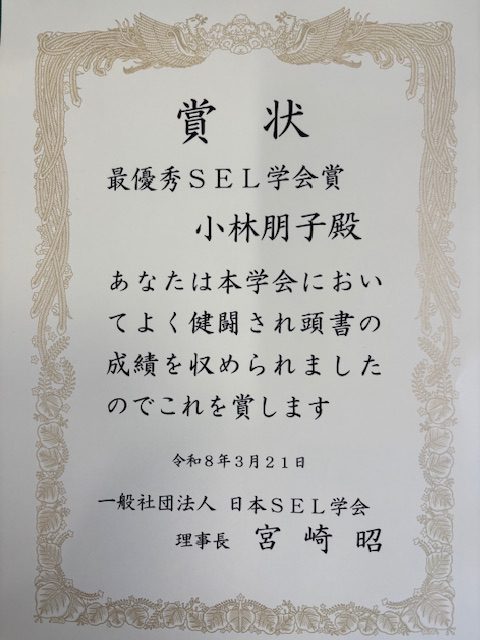 賞状
最優秀SEL学会賞
小林朋子殿
あなたは本学会におい
てよく健闘され頭書の
成績を収められました
のでこれを賞します
令和8年3月21日
一般社団法人 日本SEL学会
理事長 宮崎昭